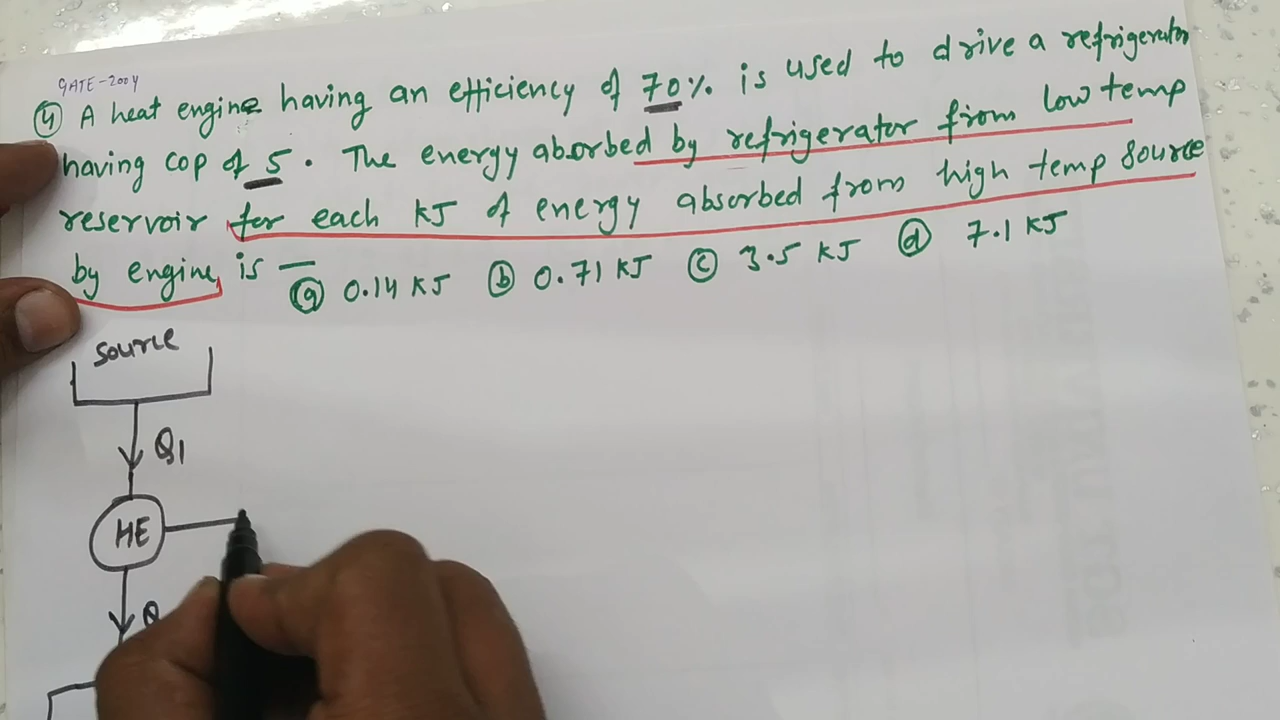 GATE-2004
④ A heat engine having an efficiency of 70% is used to drive a refrigerator
having cop of 5. The energy aborbed by refrigerator from low temp
reservoir for each KJ of energy absorbed from high temp source
by engine is —
ⓐ 0.14 KJ ⓑ 0.71 KJ ⓒ 3.5 KJ ⓓ 7.1 KJ
source
Q1
HE
Q